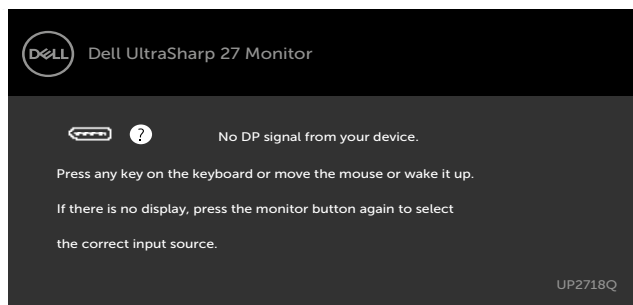 DELL
Dell UltraSharp 27 Monitor
? No DP signal from your device.
Press any key on the keyboard or move the mouse or wake it up.
If there is no display, press the monitor button again to select
the correct input source.
UP2718Q